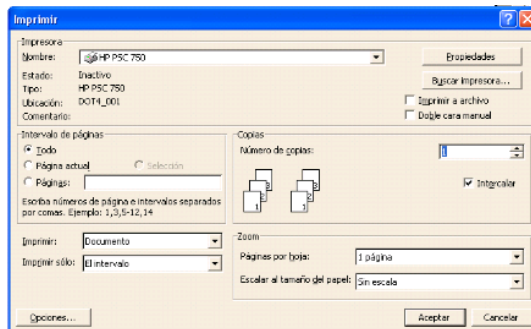 Imprimir
Impresora
Nombre: HP PSC 750
Propiedades
Estado: Inactivo
Buscar impresora...
Tipo: HP PSC 750
Ubicación: DOT4_001
Imprimir a archivo
Comentario:
Doble cara manual
Intervalo de páginas
Todo
Página actual
Selección
Páginas:
Escriba números de página e intervalos separados
por comas. Ejemplo: 1,3,5-12,14
Copias
Número de copias: 1
Intercalar
Imprimir: Documento
Imprimir sólo: El intervalo
Zoom
Páginas por hoja: 1 página
Escalar al tamaño del papel: Sin escala
Opciones...
Aceptar
Cancelar